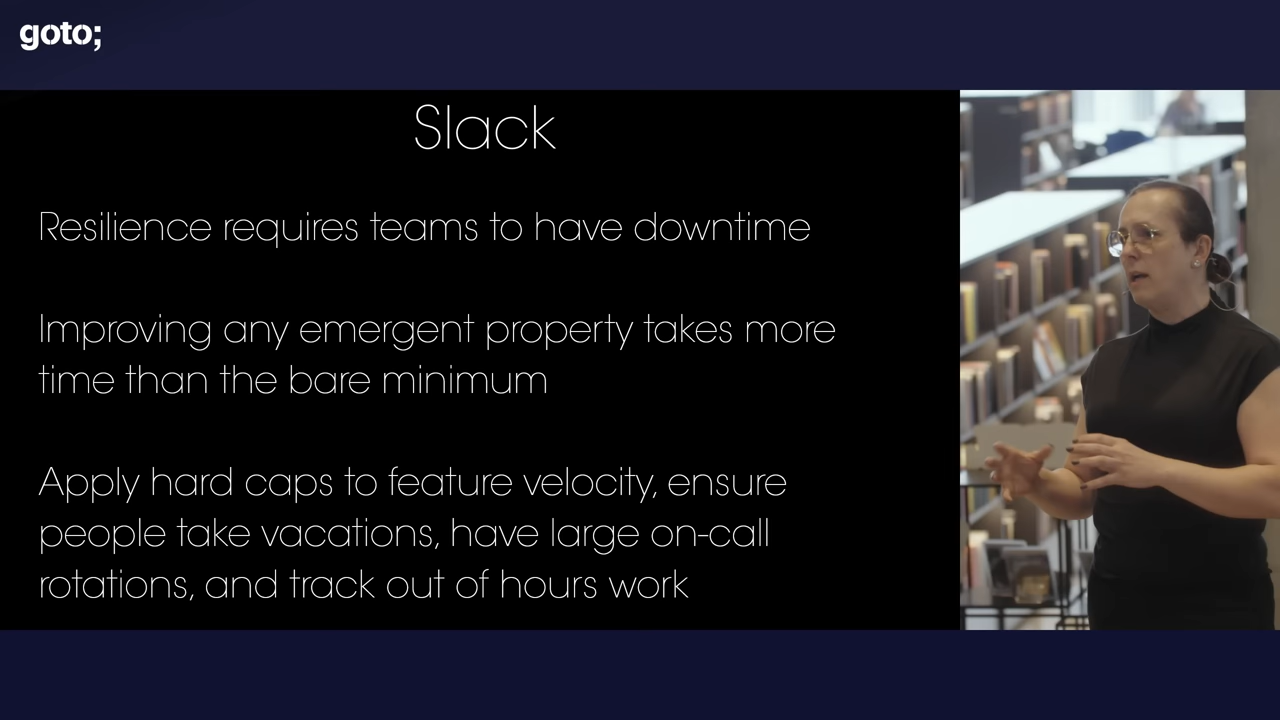 goto;
Slack
Resilience requires teams to have downtime
Improving any emergent property takes more
time than the bare minimum
Apply hard caps to feature velocity, ensure
people take vacations, have large on-call
rotations, and track out of hours work